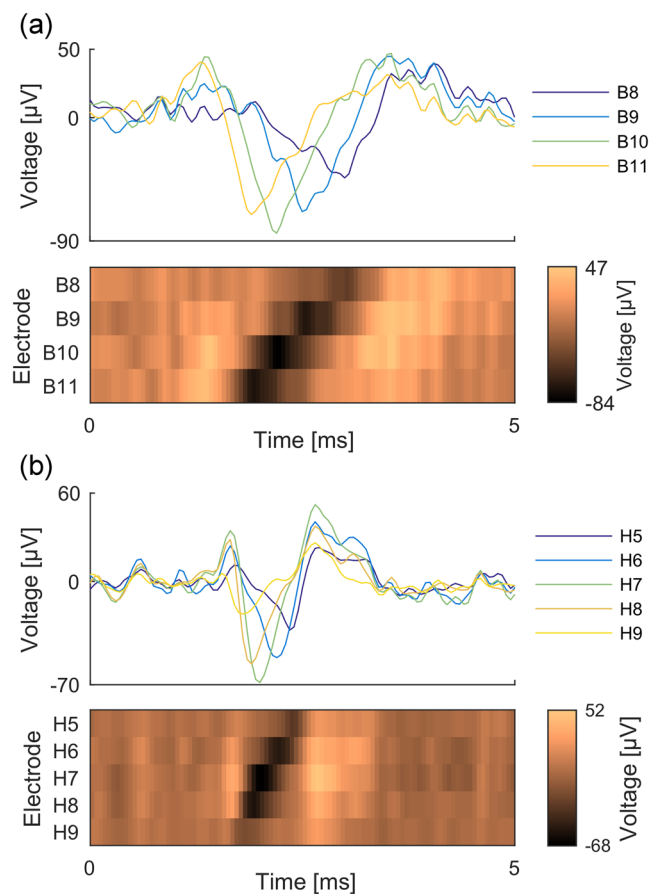 (a)
50
0
-90
Voltage [µV]
B8
B9
B10
B11
Electrode
B8
B9
B10
B11
0
5
Time [ms]
47
-84
Voltage [µV]
(b)
60
0
-70
Voltage [µV]
H5
H6
H7
H8
H9
Electrode
H5
H6
H7
H8
H9
0
5
Time [ms]
52
-68
Voltage [µV]